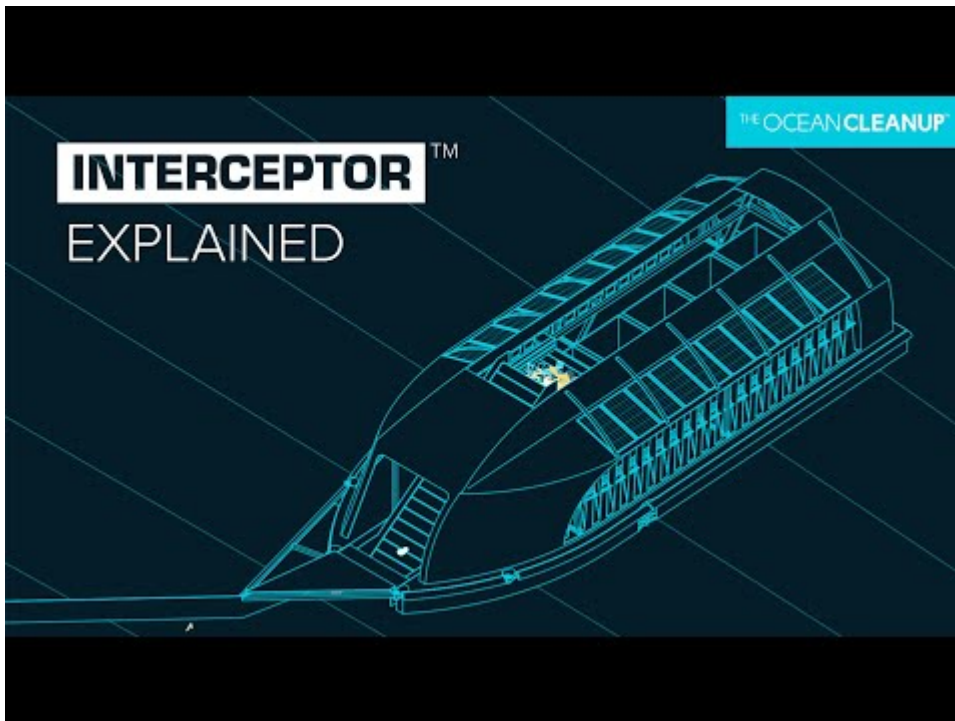 THE OCEAN CLEANUP™
INTERCEPTOR™
EXPLAINED